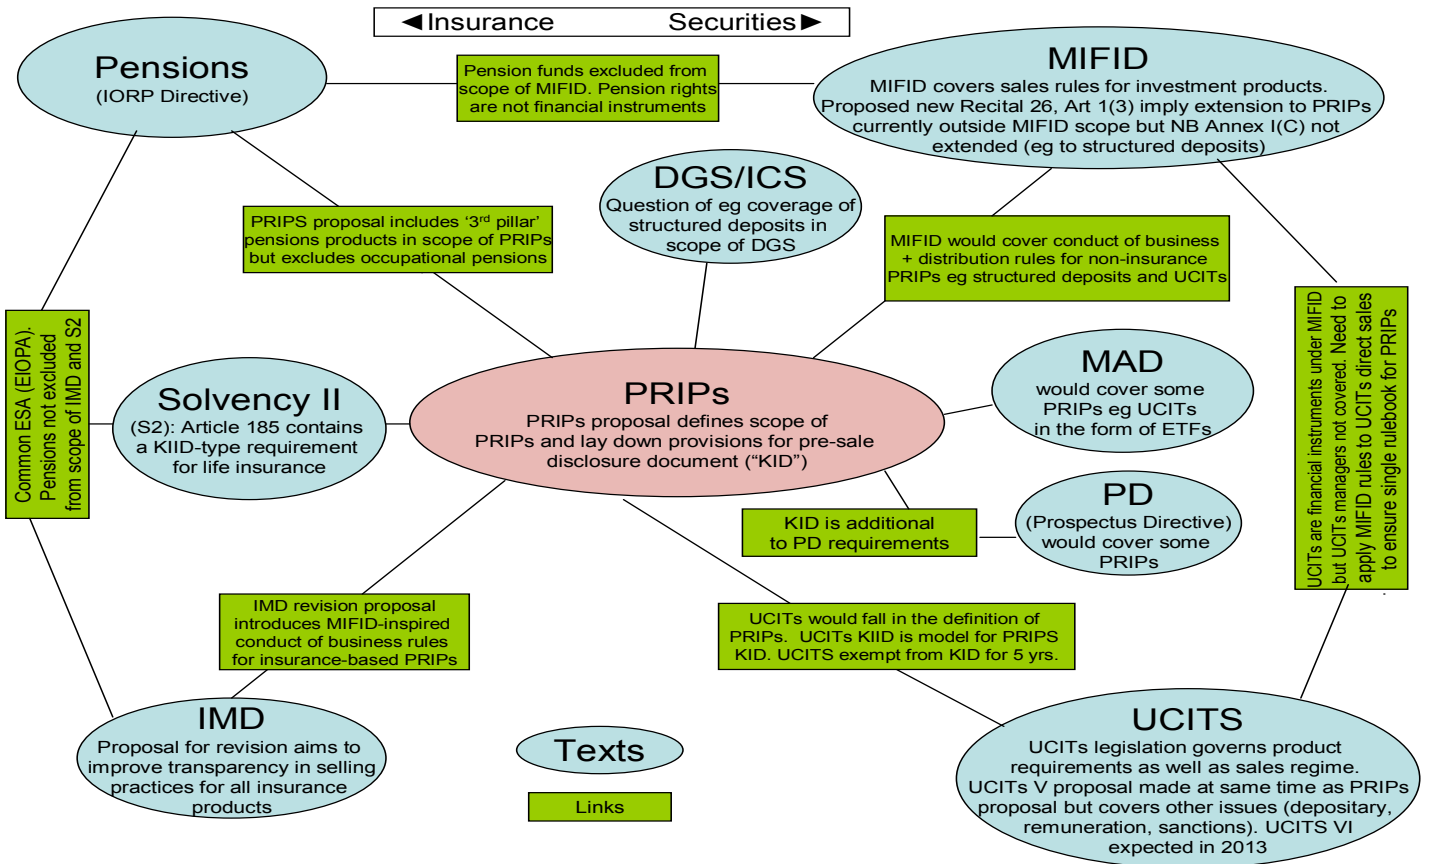 ◄Insurance Securities►
Pensions
(IORP Directive)
Pension funds excluded from
scope of MIFID. Pension rights
are not financial instruments
MIFID
MIFID covers sales rules for investment products.
Proposed new Recital 26, Art 1(3) imply extension to PRIPs
currently outside MIFID scope but NB Annex I(C) not
extended (eg to structured deposits)
DGS/ICS
Question of eg coverage of
structured deposits in
scope of DGS
PRIPS proposal includes ‘3rd pillar’
pensions products in scope of PRIPs
but excludes occupational pensions
MIFID would cover conduct of business
+ distribution rules for non-insurance
PRIPs eg structured deposits and UCITs
Common ESA (EIOPA).
Pensions not excluded
from scope of IMD and S2
Solvency II
(S2): Article 185 contains
a KIID-type requirement
for life insurance
PRIPs
PRIPs proposal defines scope of
PRIPs and lay down provisions for pre-sale
disclosure document (“KID”)
MAD
would cover some
PRIPs eg UCITs
in the form of ETFs
UCITs are financial instruments under MIFID
but UCITs managers not covered. Need to
apply MIFID rules to UCITs direct sales
to ensure single rulebook for PRIPs
KID is additional
to PD requirements
PD
(Prospectus Directive)
would cover some
PRIPs
IMD revision proposal
introduces MIFID-inspired
conduct of business rules
for insurance-based PRIPs
UCITs would fall in the definition of
PRIPs. UCITs KIID is model for PRIPS
KID. UCITS exempt from KID for 5 yrs.
IMD
Proposal for revision aims to
improve transparency in selling
practices for all insurance
products
Texts
Links
UCITS
UCITs legislation governs product
requirements as well as sales regime.
UCITs V proposal made at same time as PRIPs
proposal but covers other issues (depositary,
remuneration, sanctions). UCITS VI
expected in 2013